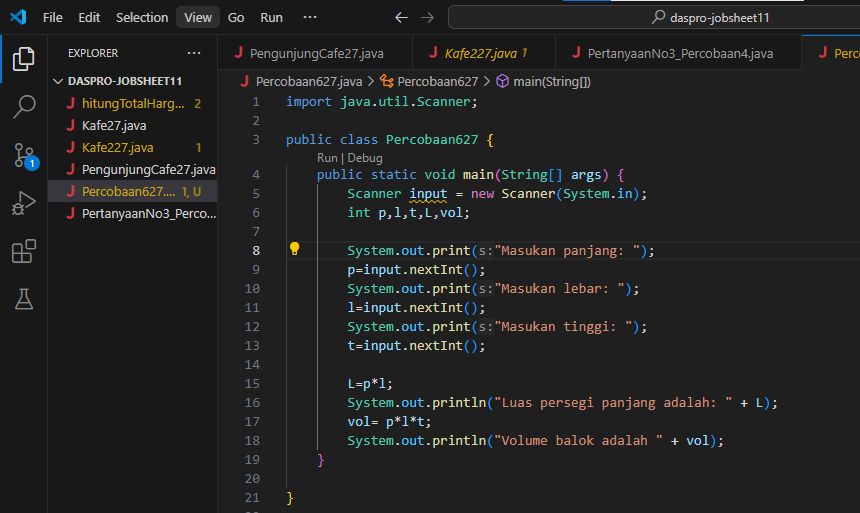 File Edit Selection View Go Run ··· ← → daspro-jobsheet11
EXPLORER ···
DASPRO-JOBSHEET11
J hitungTotalHarg... 2
J Kafe27.java
J Kafe227.java 1
J PengunjungCafe27.java
J Percobaan627.... 1, U
J PertanyaanNo3_Perco...
1
J PengunjungCafe27.java J Kafe227.java 1 J PertanyaanNo3_Percobaan4.java J Perco
J Percobaan627.java > Percobaan627 > main(String[])
1 import java.util.Scanner;
2
3 public class Percobaan627 {
Run | Debug
4 public static void main(String[] args) {
5 Scanner input = new Scanner(System.in);
6 int p,l,t,L,vol;
7
8 System.out.print(s:"Masukan panjang: ");
9 p=input.nextInt();
10 System.out.print(s:"Masukan lebar: ");
11 l=input.nextInt();
12 System.out.print(s:"Masukan tinggi: ");
13 t=input.nextInt();
14
15 L=p*l;
16 System.out.println("Luas persegi panjang adalah: " + L);
17 vol= p*l*t;
18 System.out.println("Volume balok adalah " + vol);
19 }
20
21 }